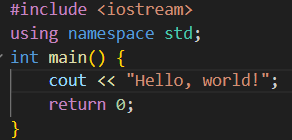 #include <iostream>
using namespace std;
int main() {
    cout << "Hello, world!";
    return 0;
}